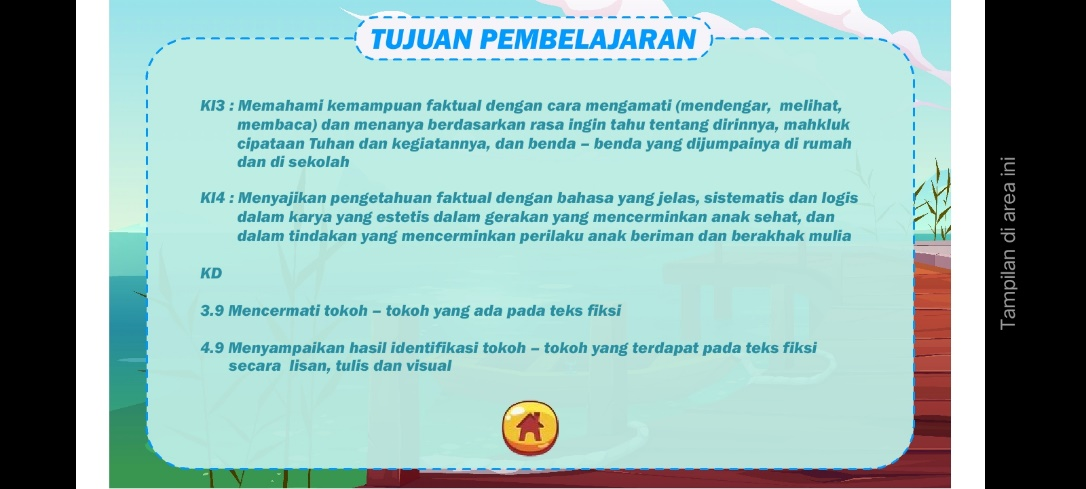 TUJUAN PEMBELAJARAN
KI3 : Memahami kemampuan faktual dengan cara mengamati (mendengar, melihat,
membaca) dan menanya berdasarkan rasa ingin tahu tentang dirinnya, mahkluk
cipataan Tuhan dan kegiatannya, dan benda – benda yang dijumpainya di rumah
dan di sekolah
KI4 : Menyajikan pengetahuan faktual dengan bahasa yang jelas, sistematis dan logis
dalam karya yang estetis dalam gerakan yang mencerminkan anak sehat, dan
dalam tindakan yang mencerminkan perilaku anak beriman dan berakhak mulia
KD
3.9 Mencermati tokoh – tokoh yang ada pada teks fiksi
4.9 Menyampaikan hasil identifikasi tokoh – tokoh yang terdapat pada teks fiksi
secara lisan, tulis dan visual
Tampilan di area ini